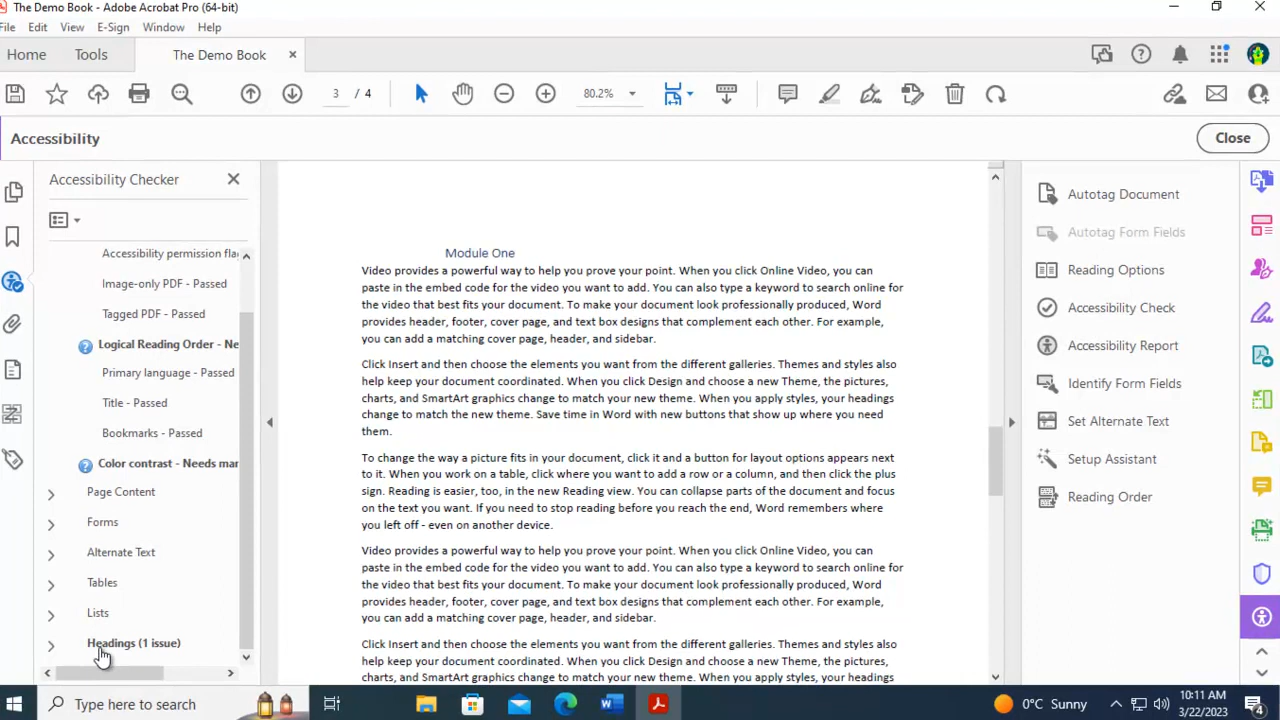 The Demo Book - Adobe Acrobat Pro (64-bit)
File Edit View E-Sign Window Help
Home Tools The Demo Book
3 / 4 80.2%
Accessibility
Close
Accessibility Checker
Accessibility permission fla
Image-only PDF - Passed
Tagged PDF - Passed
Logical Reading Order - Ne
Primary language - Passed
Title - Passed
Bookmarks - Passed
Color contrast - Needs mar
Page Content
Forms
Alternate Text
Tables
Lists
Headings (1 issue)
Module One
Video provides a powerful way to help you prove your point. When you click Online Video, you can
paste in the embed code for the video you want to add. You can also type a keyword to search online for
the video that best fits your document. To make your document look professionally produced, Word
provides header, footer, cover page, and text box designs that complement each other. For example,
you can add a matching cover page, header, and sidebar.
Click Insert and then choose the elements you want from the different galleries. Themes and styles also
help keep your document coordinated. When you click Design and choose a new Theme, the pictures,
charts, and SmartArt graphics change to match your new theme. When you apply styles, your headings
change to match the new theme. Save time in Word with new buttons that show up where you need
them.
To change the way a picture fits in your document, click it and a button for layout options appears next
to it. When you work on a table, click where you want to add a row or a column, and then click the plus
sign. Reading is easier, too, in the new Reading view. You can collapse parts of the document and focus
on the text you want. If you need to stop reading before you reach the end, Word remembers where
you left off - even on another device.
Video provides a powerful way to help you prove your point. When you click Online Video, you can
paste in the embed code for the video you want to add. You can also type a keyword to search online for
the video that best fits your document. To make your document look professionally produced, Word
provides header, footer, cover page, and text box designs that complement each other. For example,
you can add a matching cover page, header, and sidebar.
Click Insert and then choose the elements you want from the different galleries. Themes and styles also
help keep your document coordinated. When you click Design and choose a new Theme, the pictures,
charts, and SmartArt graphics change to match your new theme. When you apply styles, your headings
Autotag Document
Autotag Form Fields
Reading Options
Accessibility Check
Accessibility Report
Identify Form Fields
Set Alternate Text
Setup Assistant
Reading Order
Type here to search
0°C Sunny
10:11 AM
3/22/2023
4